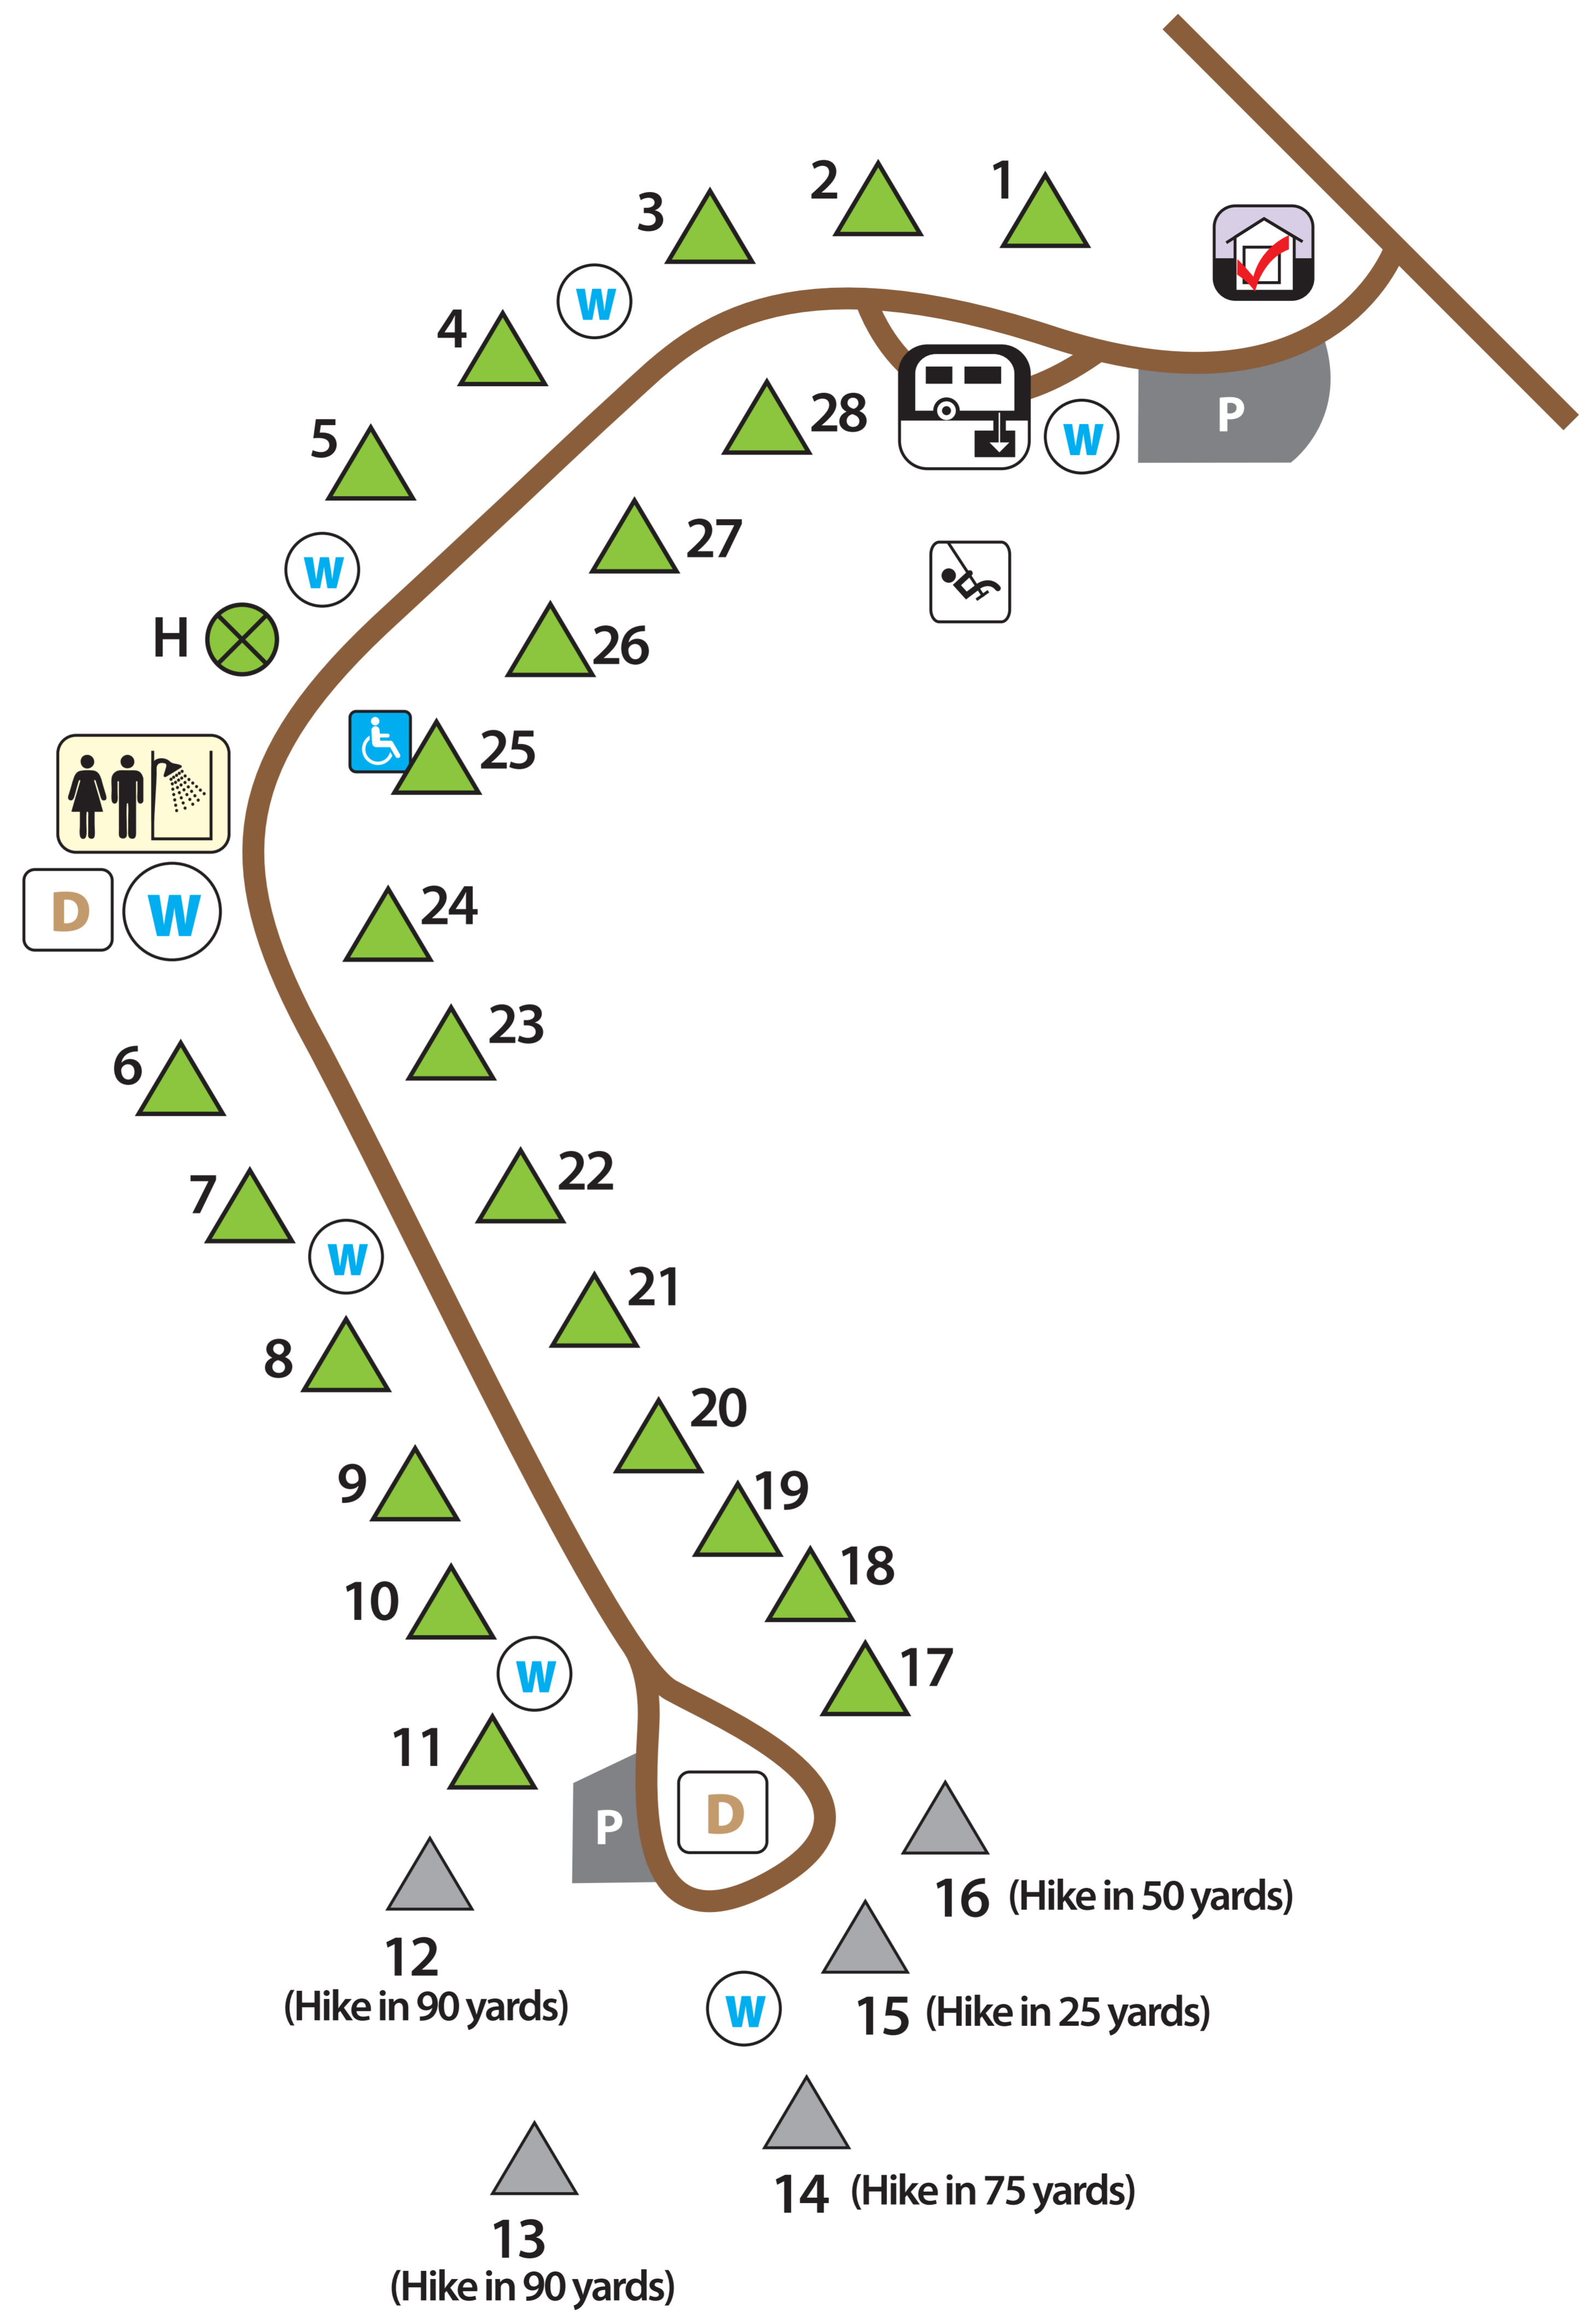 1
2
3
W
4
P
28
W
5
27
W
H
26
25
24
D
W
23
6
22
7
W
21
8
20
9
19
18
10
17
W
11
D
P
16 (Hike in 50 yards)
12
(Hike in 90 yards)
W
15 (Hike in 25 yards)
14 (Hike in 75 yards)
13
(Hike in 90 yards)